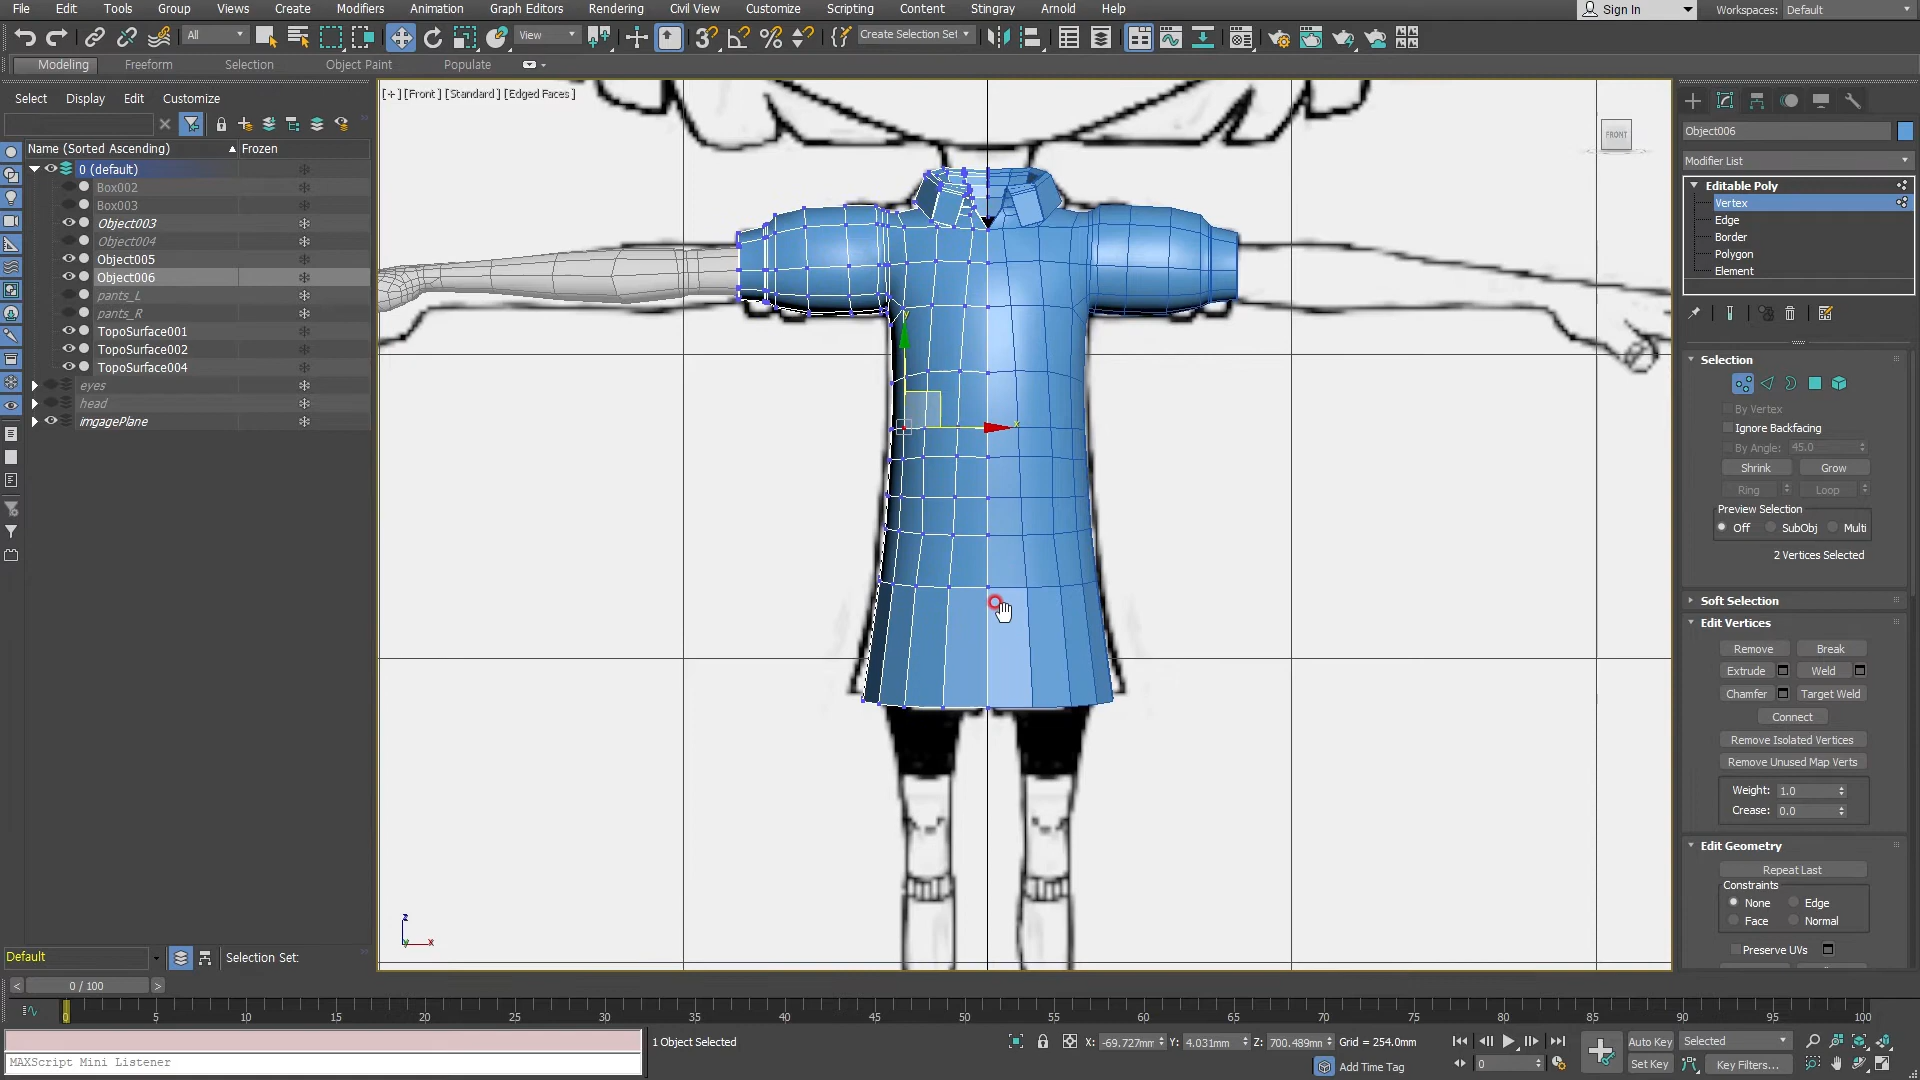 File Edit Tools Group Views Create Modifiers Animation Graph Editors Rendering Civil View Customize Scripting Content Stingray Arnold Help Sign In Workspaces: Default
All View Create Selection Set
Modeling Freeform Selection Object Paint Populate
Select Display Edit Customize
Name (Sorted Ascending) Frozen
0 (default)
Box002
Box003
Object003
Object004
Object005
Object006
pants_L
pants_R
TopoSurface001
TopoSurface002
TopoSurface004
eyes
head
imgagePlane
Default Selection Set:
[+] [Front] [Standard] [Edged Faces]
FRONT
y
x
z
x
Object006
Modifier List
Editable Poly
Vertex
Edge
Border
Polygon
Element
Selection
By Vertex
Ignore Backfacing
By Angle: 45.0
Shrink Grow
Ring Loop
Preview Selection
Off SubObj Multi
2 Vertices Selected
Soft Selection
Edit Vertices
Remove Break
Extrude Weld
Chamfer Target Weld
Connect
Remove Isolated Vertices
Remove Unused Map Verts
Weight: 1.0
Crease: 0.0
Edit Geometry
Repeat Last
Constraints
None Edge
Face Normal
Preserve UVs
< 0 / 100 >
0 5 10 15 20 25 30 35 40 45 50 55 60 65 70 75 80 85 90 95 100
1 Object Selected X: -69.727mm Y: 4.031mm Z: 700.489mm Grid = 254.0mm Auto Key Selected
MAXScript Mini Listener Add Time Tag 0 Set Key Key Filters...